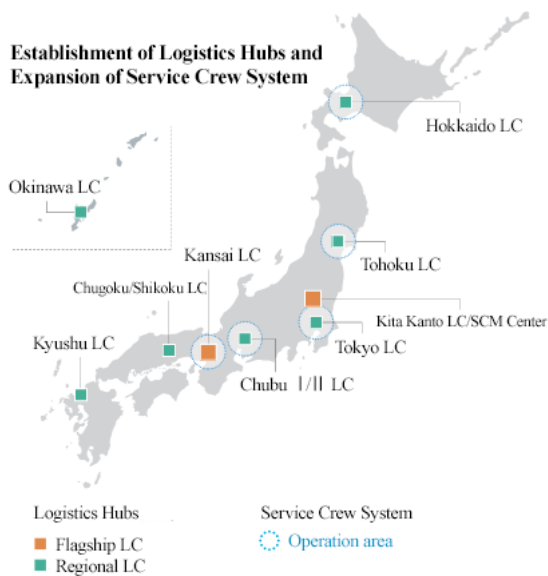 Establishment of Logistics Hubs and
Expansion of Service Crew System
Hokkaido LC
Okinawa LC
Tohoku LC
Kansai LC
Chugoku/Shikoku LC
Kita Kanto LC/SCM Center
Kyushu LC
Tokyo LC
Chubu I/II LC
Logistics Hubs
Service Crew System
Flagship LC
Operation area
Regional LC